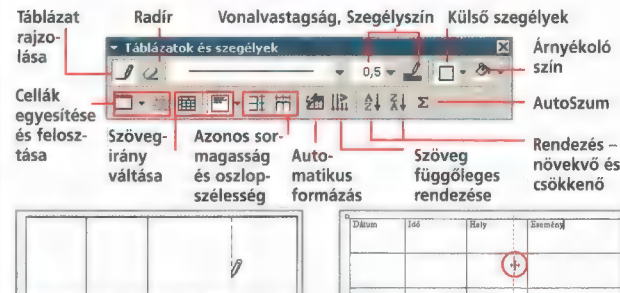 Táblázat rajzo- lása
Radír
Vonalvastagság, Szegélyszín
Külső szegélyek
Táblázatok és szegélyek
0,5
Árnyékoló szín
Cellák egyesítése és felosz- tása
AutoSzum
Szöveg- irány váltása
Azonos sor- magasság és oszlop- szélesség
Auto- matikus formázás
Szöveg függőleges rendezése
Rendezés – növekvő és csökkenő
Dátum
Idő
Hely
Esemény